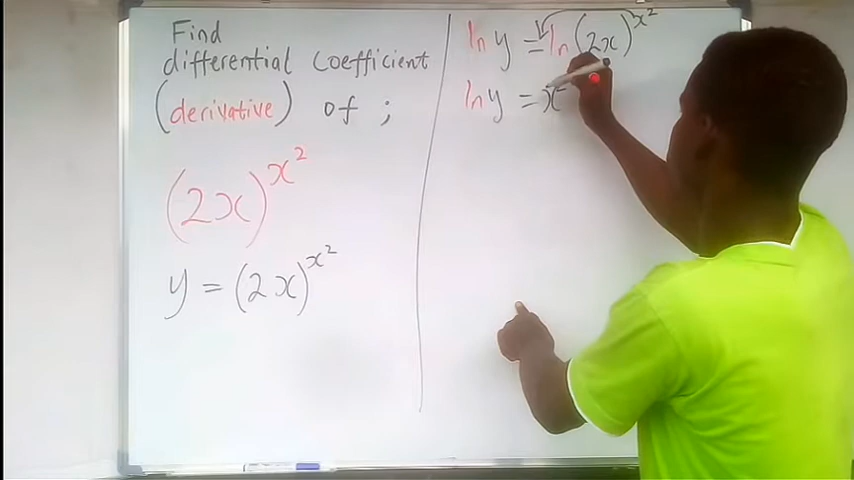 Find
differential Coefficient
(derivative) of ;
(2x)^x²
y = (2x)^x²
ln y = ln (2x)^x²
ln y = x²